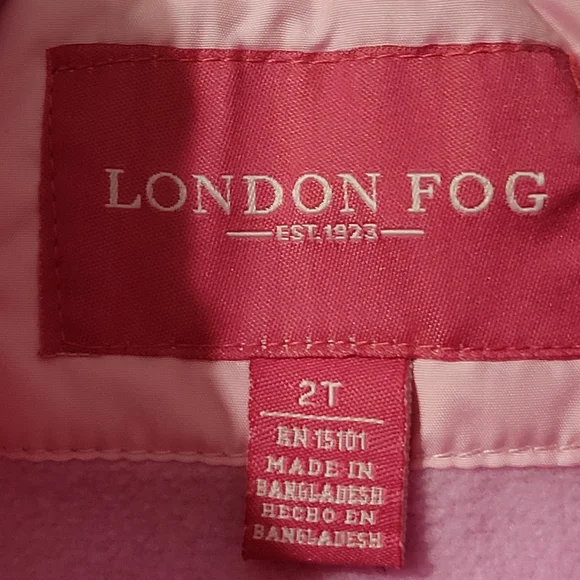 LONDON FOG
EST.1923
2T
RN 15101
MADE IN
BANGLADESH
HECHO EN
BANGLADESH